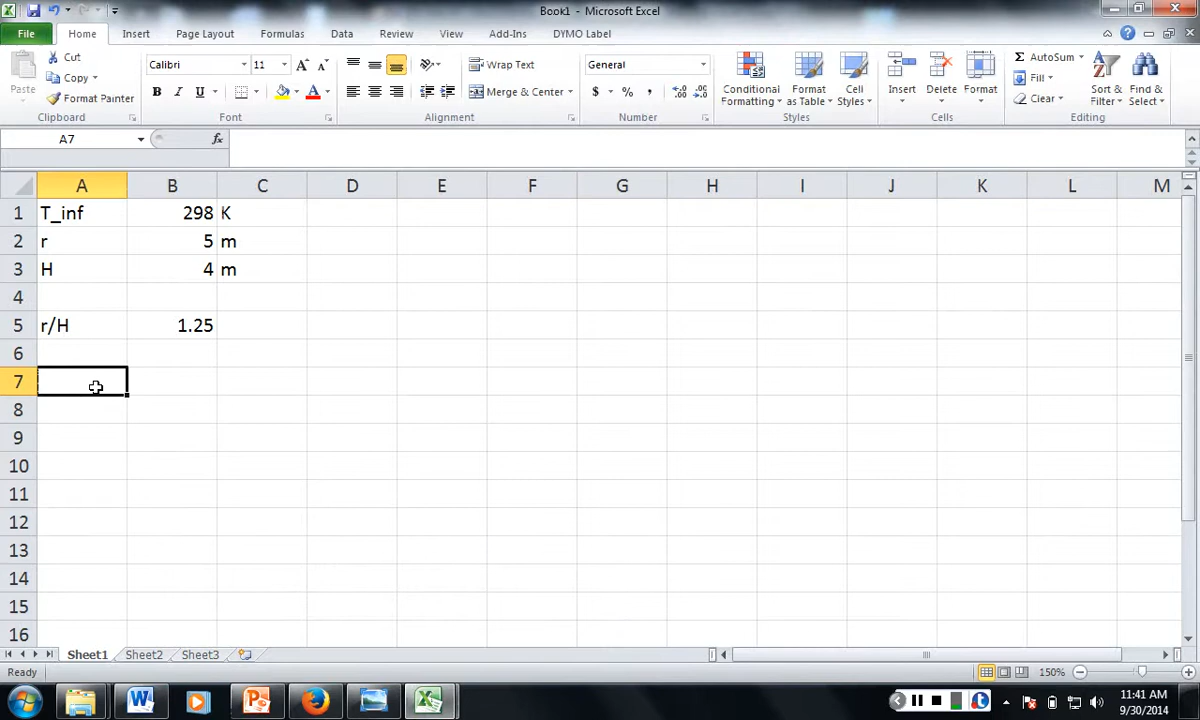 Book1 - Microsoft Excel
File Home Insert Page Layout Formulas Data Review View Add-Ins DYMO Label
Paste
Cut
Copy
Format Painter
Clipboard
Calibri 11
B I U
Font
Wrap Text
Merge & Center
Alignment
General
$ % ,
Number
Conditional Formatting
Format as Table
Cell Styles
Styles
Insert Delete Format
Cells
Σ AutoSum
Fill
Clear
Sort & Filter
Find & Select
Editing
A7 fx
A B C D E F G H I J K L M
1 T_inf 298 K
2 r 5 m
3 H 4 m
4
5 r/H 1.25
6
7
8
9
10
11
12
13
14
15
16
Sheet1 Sheet2 Sheet3
Ready 150%
11:41 AM
9/30/2014